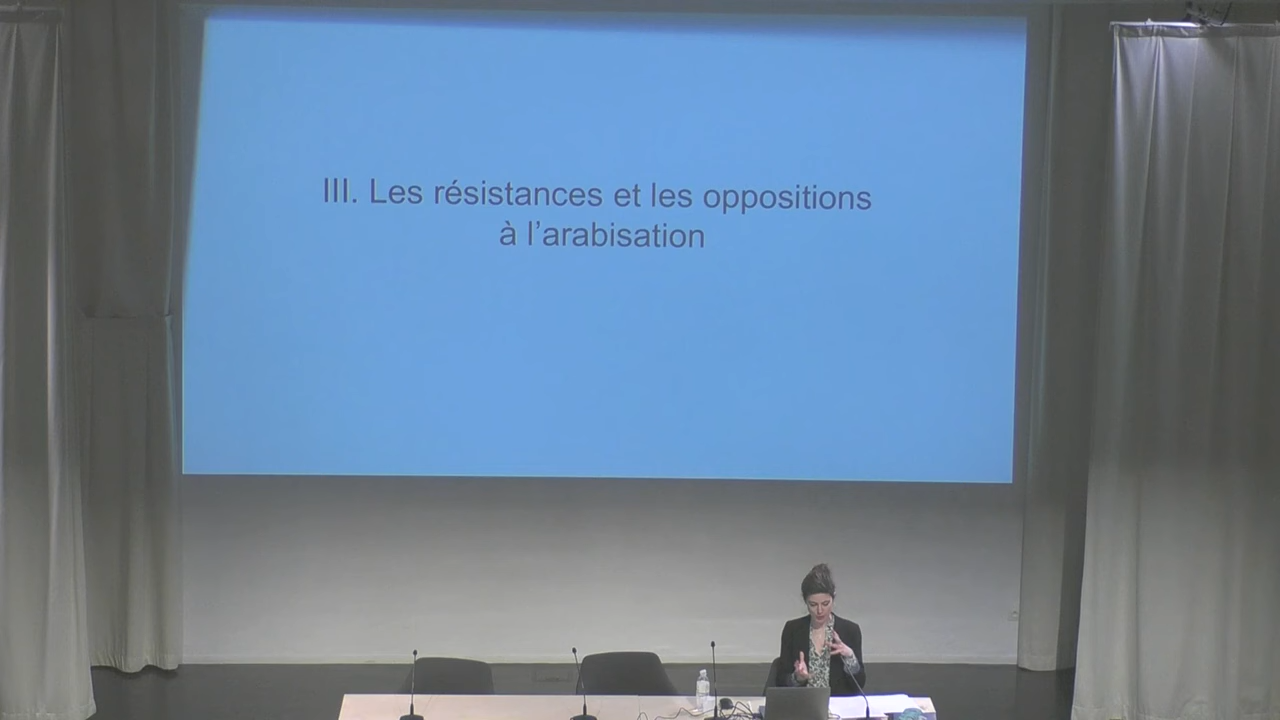 III. Les résistances et les oppositions
à l’arabisation